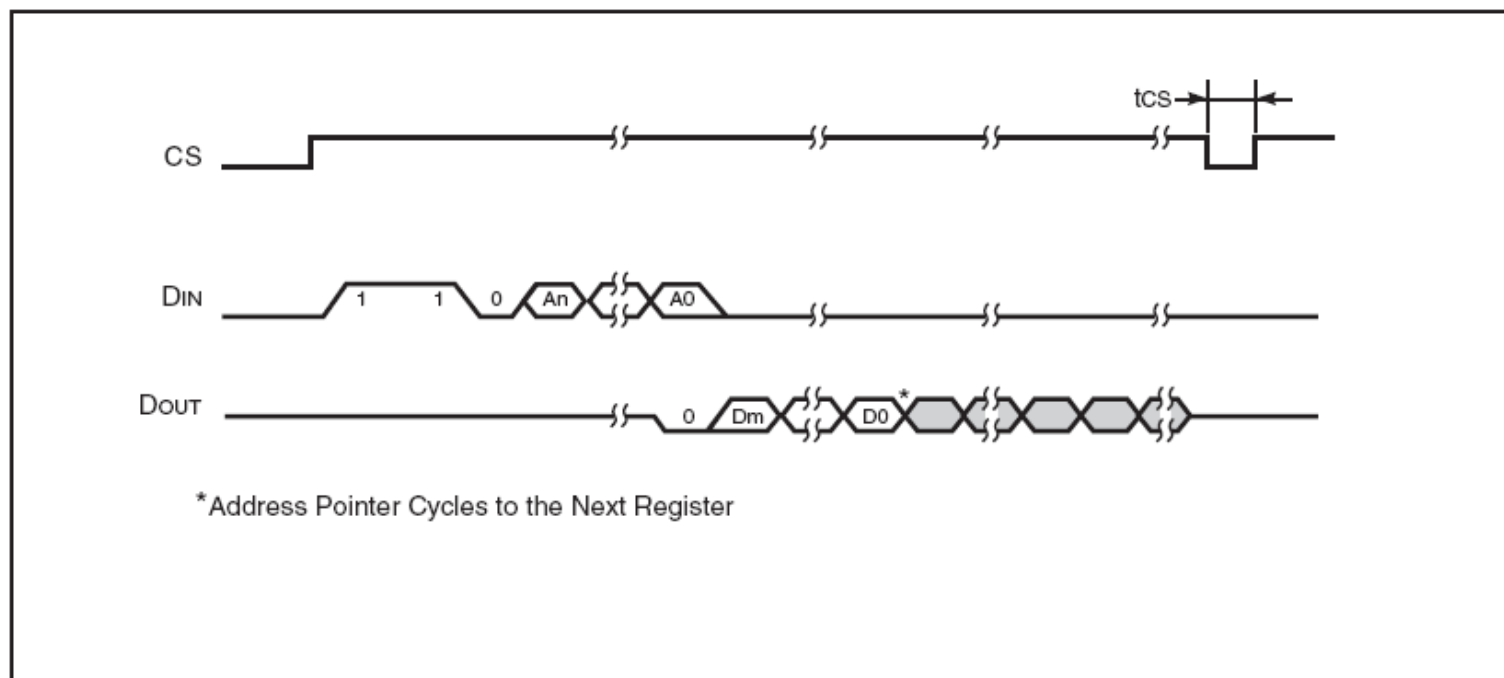 tCS
CS
DIN 1 1 0 An A0
DOUT 0 Dm D0 *
*Address Pointer Cycles to the Next Register